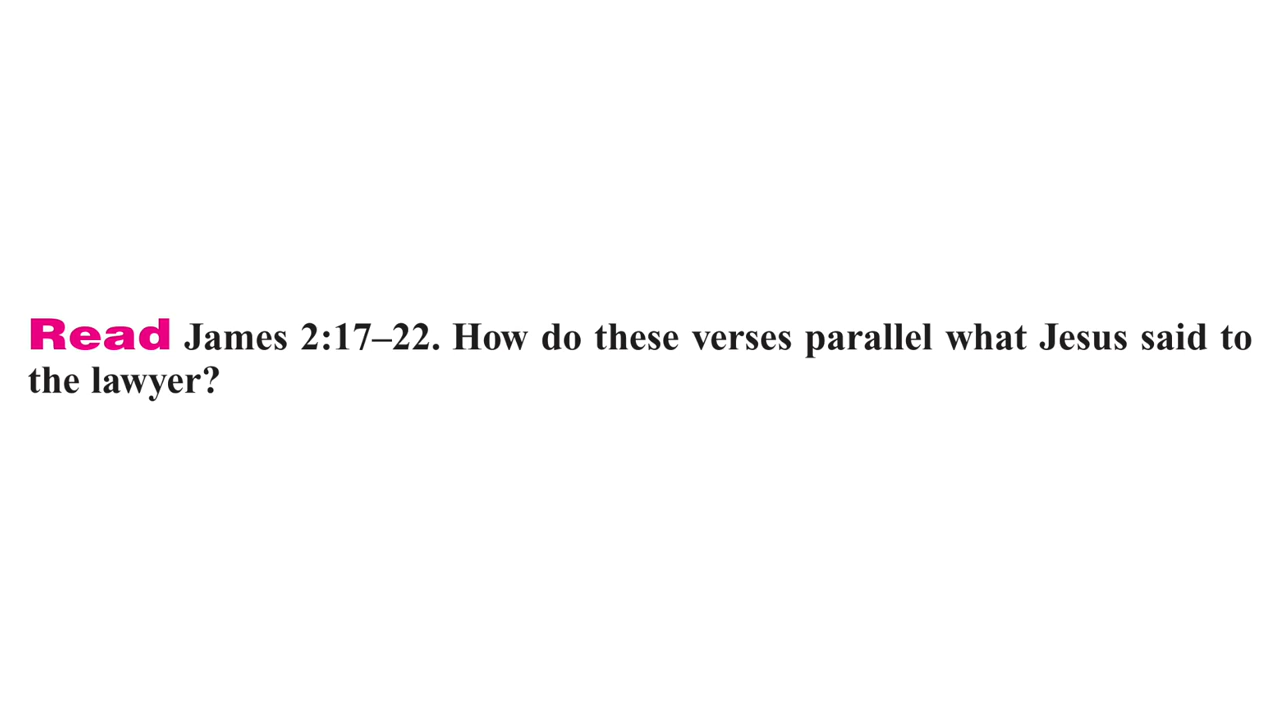 Read James 2:17–22. How do these verses parallel what Jesus said to
the lawyer?